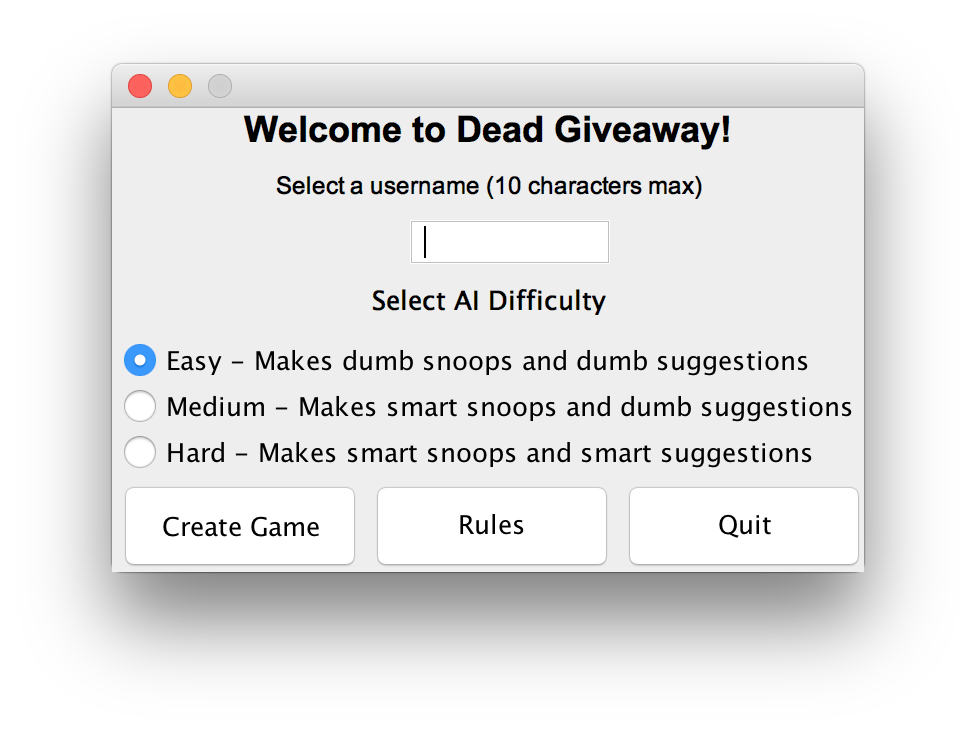 Welcome to Dead Giveaway!
Select a username (10 characters max)
Select AI Difficulty
Easy – Makes dumb snoops and dumb suggestions
Medium – Makes smart snoops and dumb suggestions
Hard – Makes smart snoops and smart suggestions
Create Game Rules Quit